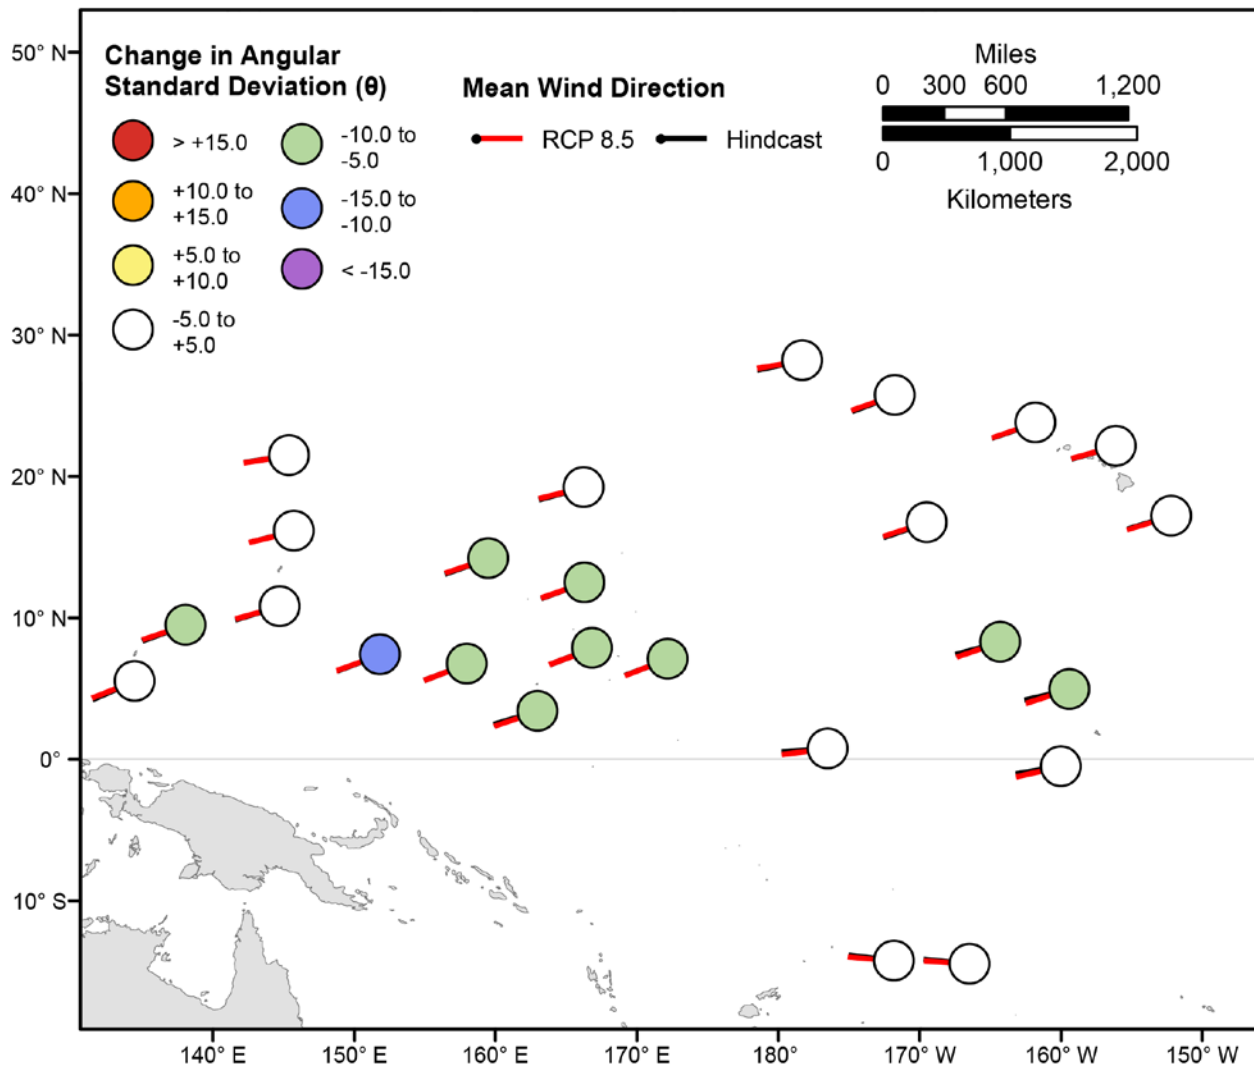 Change in Angular
Standard Deviation (θ)
> +15.0
+10.0 to
+15.0
+5.0 to
+10.0
-5.0 to
+5.0
-10.0 to
-5.0
-15.0 to
-10.0
< -15.0
Mean Wind Direction
RCP 8.5
Hindcast
Miles
0 300 600 1,200
0 1,000 2,000
Kilometers
50° N
40° N
30° N
20° N
10° N
0°
10° S
140° E 150° E 160° E 170° E 180° 170° W 160° W 150° W